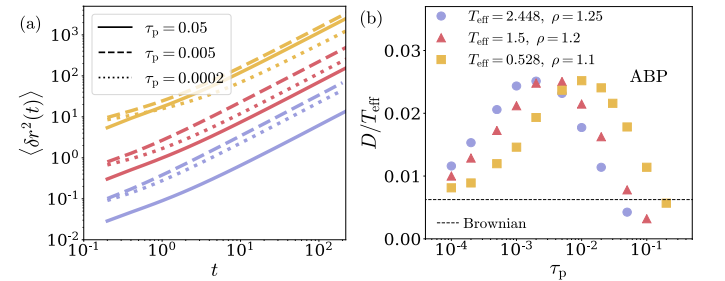 (a)
τp = 0.05
τp = 0.005
τp = 0.0002
⟨δr²(t)⟩
10⁵
10⁴
10³
10²
10¹
10⁰
10⁻¹
10⁻²
10⁻¹ 10⁰ 10¹ 10²
t
(b)
Teff = 2.448, ρ = 1.25
Teff = 1.5, ρ = 1.2
Teff = 0.528, ρ = 1.1
ABP
D/Teff
0.03
0.02
0.01
0.00
Brownian
10⁻⁴ 10⁻³ 10⁻² 10⁻¹
τp